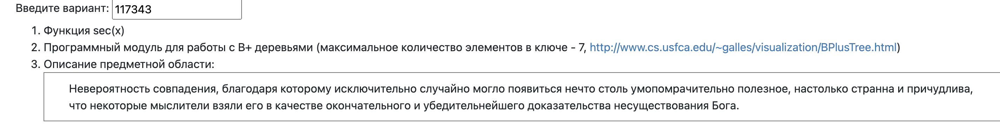 Введите вариант: 117343
1. Функция sec(x)
2. Программный модуль для работы с B+ деревьями (максимальное количество элементов в ключе - 7, http://www.cs.usfca.edu/~galles/visualization/BPlusTree.html)
3. Описание предметной области:
Невероятность совпадения, благодаря которому исключительно случайно могло появиться нечто столь умопомрачительно полезное, настолько странна и причудлива,
что некоторые мыслители взяли его в качестве окончательного и убедительнейшего доказательства несуществования Бога.